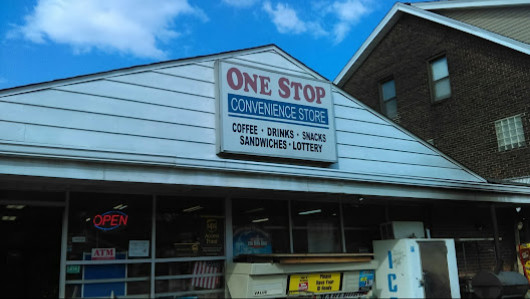 ONE STOP
CONVENIENCE STORE
COFFEE · DRINKS · SNACKS
SANDWICHES · LOTTERY
OPEN
ATM
I
C